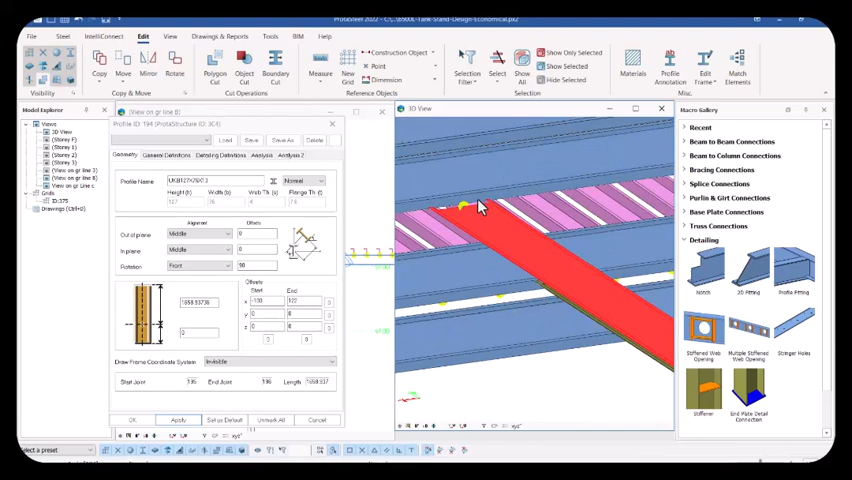 ProtaSteel 2022 - C:\...\6500L-Tank-Stand-Design-Economical.px2
File Steel IntelliConnect Edit View Drawings & Reports Tools BIM Help
Copy Move Mirror Rotate
Polygon Cut Object Cut Boundary Cut
Measure New Grid
Construction Object
Point
Dimension
Selection Filter Select Show All
Show Only Selected
Show Selected
Hide Selected
Materials Profile Annotation Edit Frame Match Elements
Visibility Copy & Move Cut Operations Reference Objects
Model Explorer
Views
3D View
(Storey F)
(Storey 1)
(Storey 2)
(Storey 3)
(View on gr line 3)
(View on gr line B)
View on gr Line c
Grids
ID:375
Drawings (Ctrl+D)
(View on gr line B)
Profile ID: 194 (ProtaStructure ID: 3C4)
Load Save Save As Delete
Geometry General Definitions Detailing Definitions Analysis Analysis 2
Profile Name UKB127X76X13 Normal
Height (h) Width (b) Web Th. (s) Flange Th. (t)
127 76 4 7.6
Alignment Offsets
Out of plane Middle 0
In plane Middle 0
Rotation Front 90
Offsets
Start End
1658.93736
x -100 122
y 0 0
z 0 0
0
0 0
Draw Frame Coordinate System Invisible
Start Joint 195 End Joint 196 Length 1658.937
OK Apply Set as Default Unmark All Cancel
3D View
Macro Gallery
Recent
Beam to Beam Connections
Beam to Column Connections
Bracing Connections
Splice Connections
Purlin & Girt Connections
Base Plate Connections
Truss Connections
Detailing
Notch 3D Fitting Profile Fitting
Stiffened Web Opening Multiple Stiffened Web Opening Stringer Holes
Stiffener End Plate Detail Connection
Select a preset